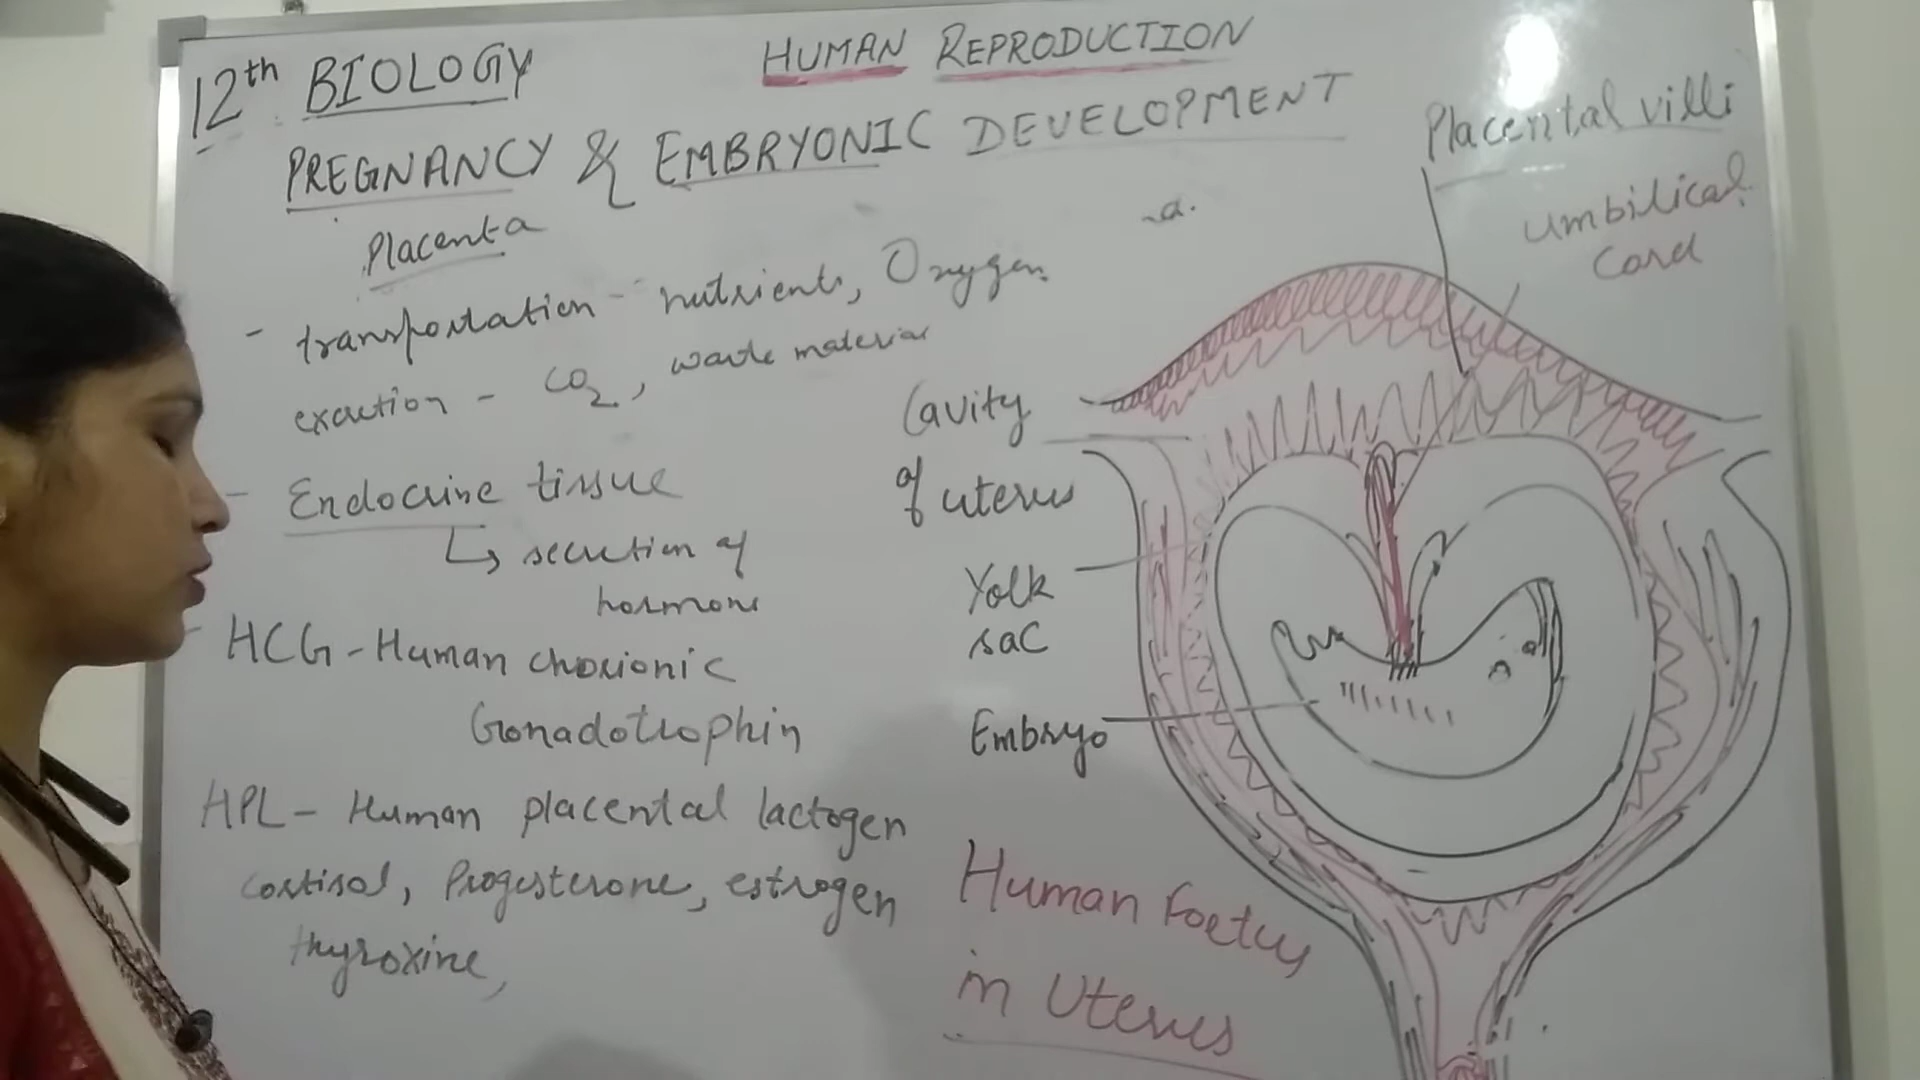 12th BIOLOGY
HUMAN REPRODUCTION
PREGNANCY & EMBRYONIC DEVELOPMENT
Placenta
- transportation - nutrients, Oxygen
excretion - CO2, waste material
- Endocrine tissue
↳ secretion of
hormone
- HCG - Human chorionic
Gonadotrophin
HPL - Human placental lactogen
cortisol, Progesterone, estrogen
thyroxine,
Placental villi
Umbilical
Cord
Cavity
of uterus
Yolk
sac
Embryo
Human Foetus
in Uterus